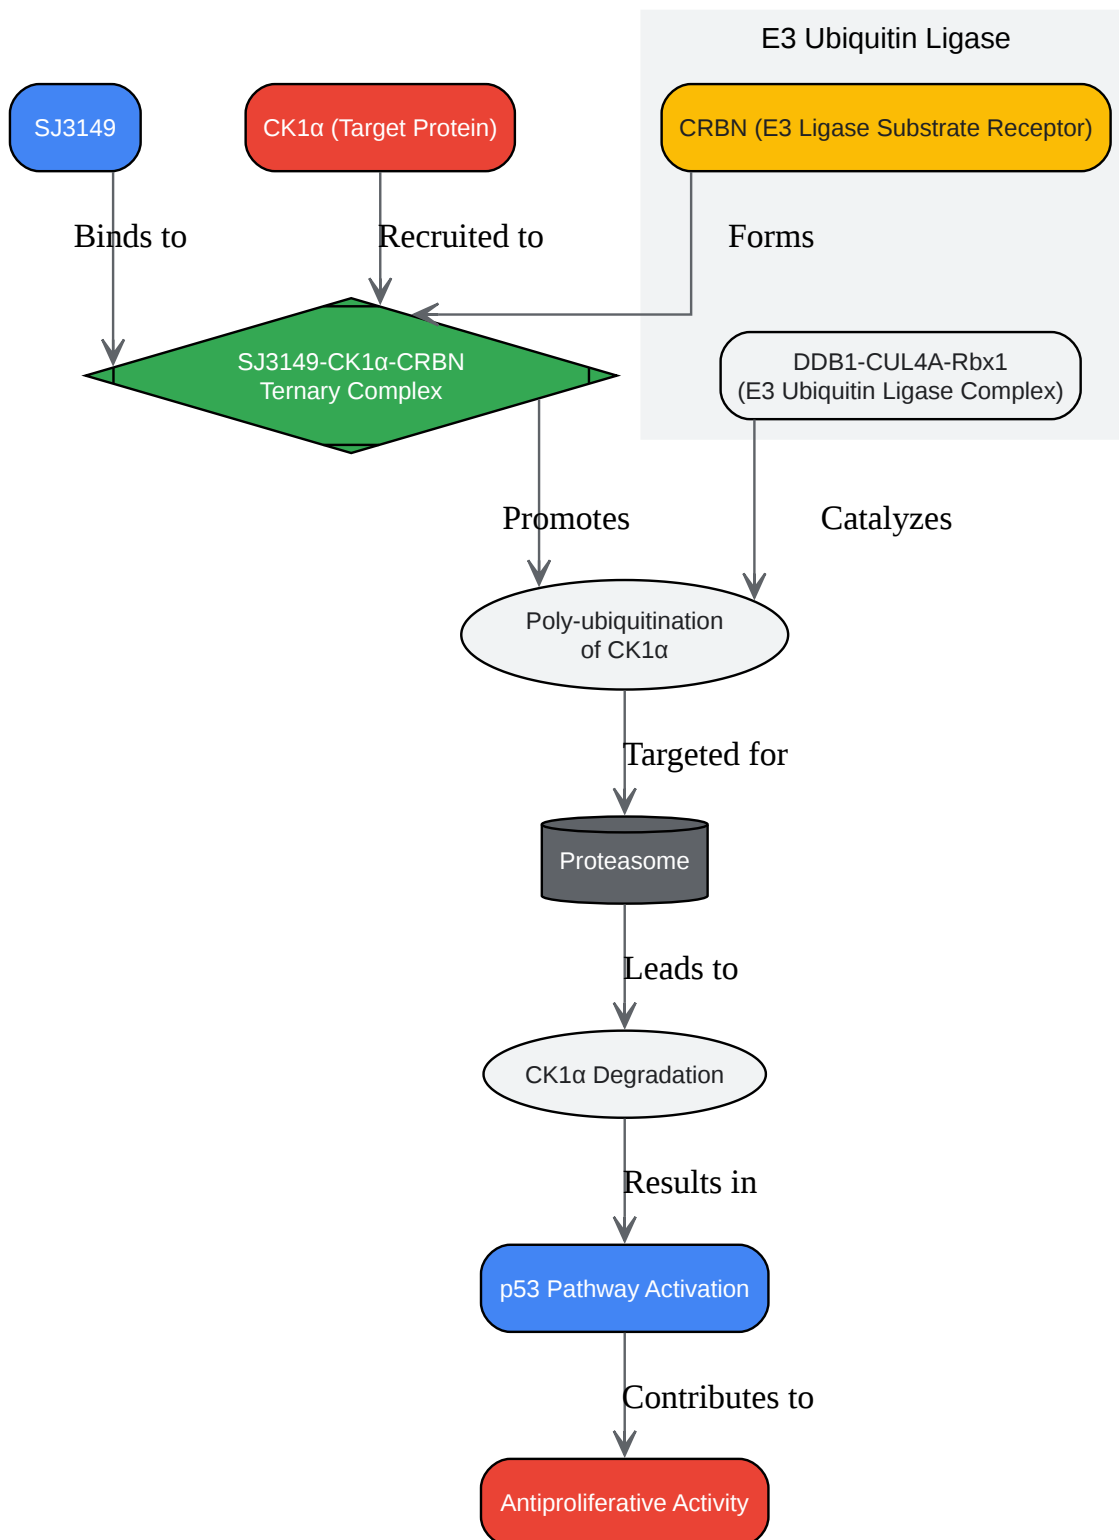 E3 Ubiquitin Ligase
SJ3149
CK1α (Target Protein)
CRBN (E3 Ligase Substrate Receptor)
Binds to
Recruited to
Forms
SJ3149-CK1α-CRBN
Ternary Complex
DDB1-CUL4A-Rbx1
(E3 Ubiquitin Ligase Complex)
Promotes
Catalyzes
Poly-ubiquitination
of CK1α
Targeted for
Proteasome
Leads to
CK1α Degradation
Results in
p53 Pathway Activation
Contributes to
Antiproliferative Activity